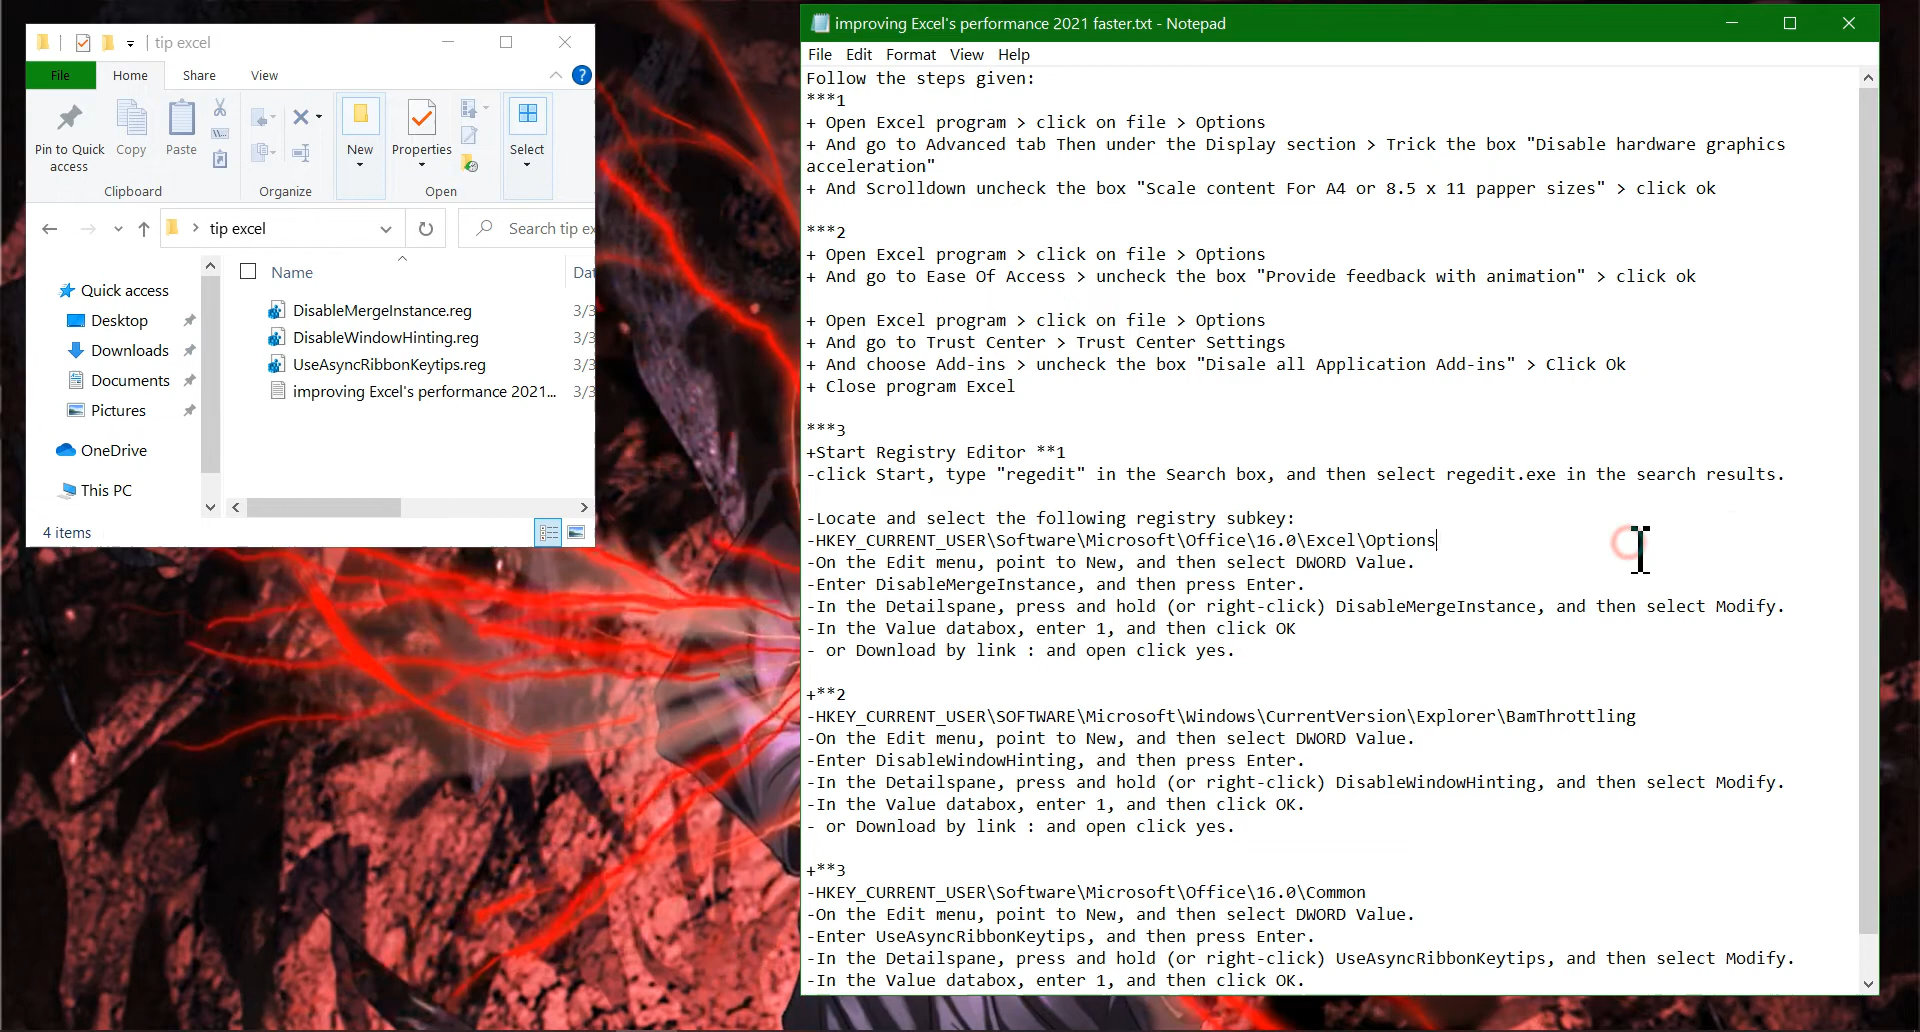 tip excel
File Home Share View
Pin to Quick access
Copy
Paste
New
Properties
Select
Clipboard
Organize
Open
tip excel
Search tip ex
Name
Dat
Quick access
Desktop
Downloads
Documents
Pictures
OneDrive
This PC
DisableMergeInstance.reg 3/3
DisableWindowHinting.reg 3/3
UseAsyncRibbonKeytips.reg 3/3
improving Excel's performance 2021... 3/3
4 items
improving Excel's performance 2021 faster.txt - Notepad
File Edit Format View Help
Follow the steps given:
***1
+ Open Excel program > click on file > Options
+ And go to Advanced tab Then under the Display section > Trick the box "Disable hardware graphics
acceleration"
+ And Scrolldown uncheck the box "Scale content For A4 or 8.5 x 11 papper sizes" > click ok
***2
+ Open Excel program > click on file > Options
+ And go to Ease Of Access > uncheck the box "Provide feedback with animation" > click ok
+ Open Excel program > click on file > Options
+ And go to Trust Center > Trust Center Settings
+ And choose Add-ins > uncheck the box "Disale all Application Add-ins" > Click Ok
+ Close program Excel
***3
+Start Registry Editor **1
-click Start, type "regedit" in the Search box, and then select regedit.exe in the search results.
-Locate and select the following registry subkey:
-HKEY_CURRENT_USER\Software\Microsoft\Office\16.0\Excel\Options
-On the Edit menu, point to New, and then select DWORD Value.
-Enter DisableMergeInstance, and then press Enter.
-In the Detailspane, press and hold (or right-click) DisableMergeInstance, and then select Modify.
-In the Value databox, enter 1, and then click OK
- or Download by link : and open click yes.
+**2
-HKEY_CURRENT_USER\SOFTWARE\Microsoft\Windows\CurrentVersion\Explorer\BamThrottling
-On the Edit menu, point to New, and then select DWORD Value.
-Enter DisableWindowHinting, and then press Enter.
-In the Detailspane, press and hold (or right-click) DisableWindowHinting, and then select Modify.
-In the Value databox, enter 1, and then click OK.
- or Download by link : and open click yes.
+**3
-HKEY_CURRENT_USER\Software\Microsoft\Office\16.0\Common
-On the Edit menu, point to New, and then select DWORD Value.
-Enter UseAsyncRibbonKeytips, and then press Enter.
-In the Detailspane, press and hold (or right-click) UseAsyncRibbonKeytips, and then select Modify.
-In the Value databox, enter 1, and then click OK.